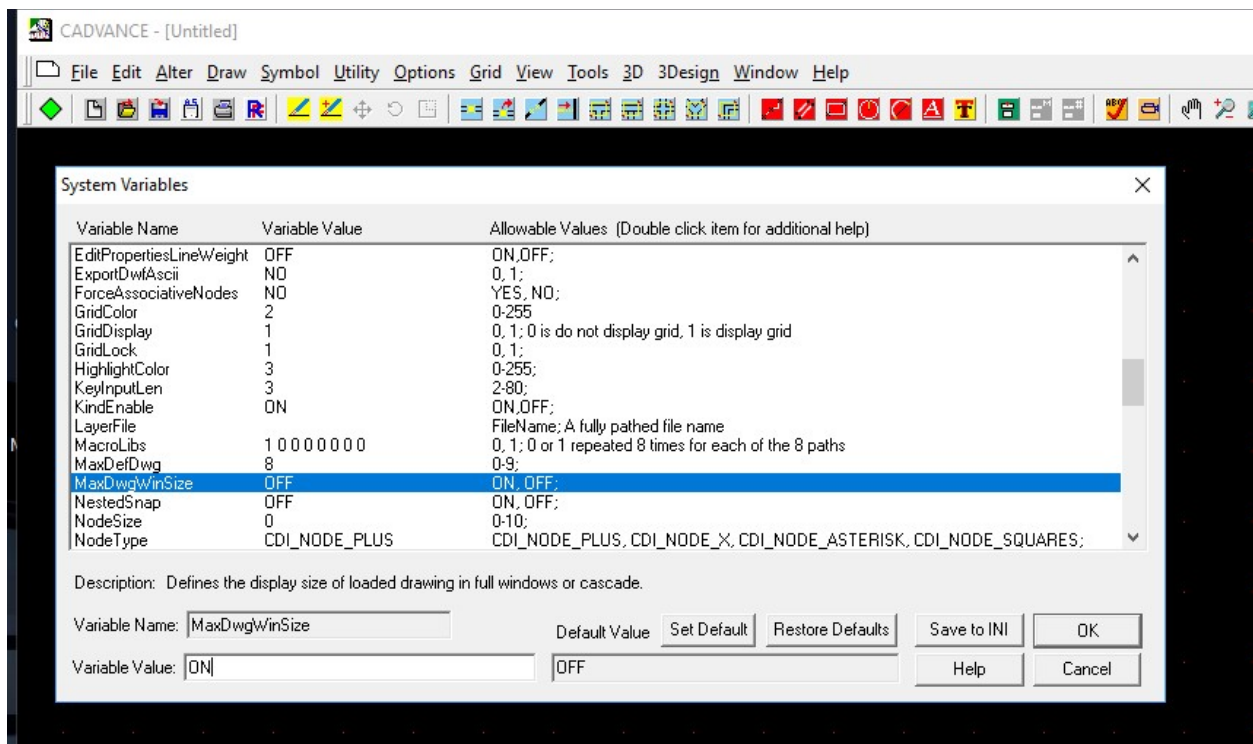 CADVANCE - [Untitled]
File Edit Alter Draw Symbol Utility Options Grid View Tools 3D 3Design Window Help
System Variables
Variable Name Variable Value Allowable Values (Double click item for additional help)
EditPropertiesLineWeight OFF ON,OFF;
ExportDwfAscii NO 0, 1;
ForceAssociativeNodes NO YES, NO;
GridColor 2 0-255
GridDisplay 1 0, 1; 0 is do not display grid, 1 is display grid
GridLock 1 0, 1;
HighlightColor 3 0-255;
KeyInputLen 3 2-80;
KindEnable ON ON,OFF;
LayerFile FileName; A fully pathed file name
MacroLibs 1 0 0 0 0 0 0 0 0, 1; 0 or 1 repeated 8 times for each of the 8 paths
MaxDefDwg 8 0-9;
MaxDwgWinSize OFF ON, OFF;
NestedSnap OFF ON, OFF;
NodeSize 0 0-10;
NodeType CDI_NODE_PLUS CDI_NODE_PLUS, CDI_NODE_X, CDI_NODE_ASTERISK, CDI_NODE_SQUARES;
Description: Defines the display size of loaded drawing in full windows or cascade.
Variable Name: MaxDwgWinSize Default Value Set Default Restore Defaults Save to INI OK
Variable Value: ON OFF Help Cancel